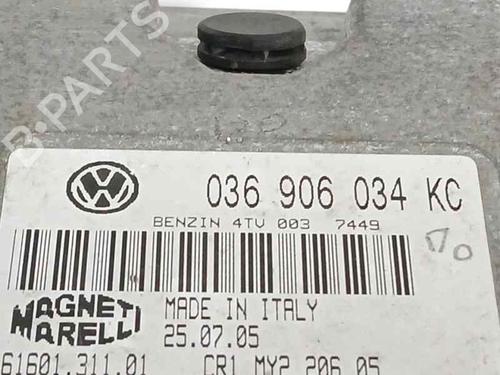 B-PARTS
036 906 034 KC
BENZIN 4TV 003 7449
MAGNETI
MARELLI
MADE IN ITALY
25.07.05
61601.311.01 CR1 MY2 206 05